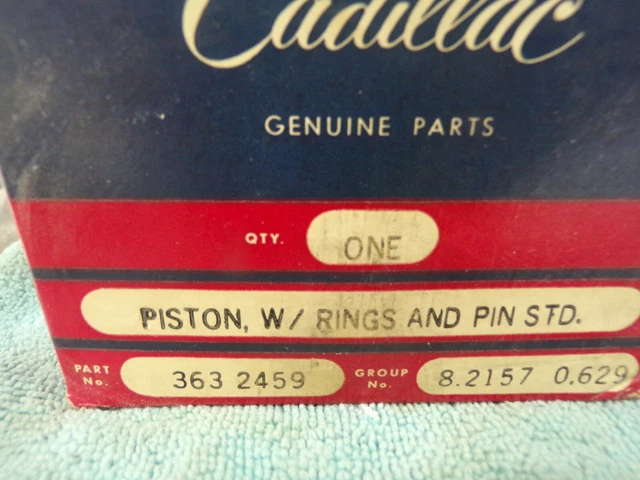 Cadillac
GENUINE PARTS
QTY. ONE
PISTON, W/ RINGS AND PIN STD.
PART No. 363 2459 GROUP No. 8.2157 0.629